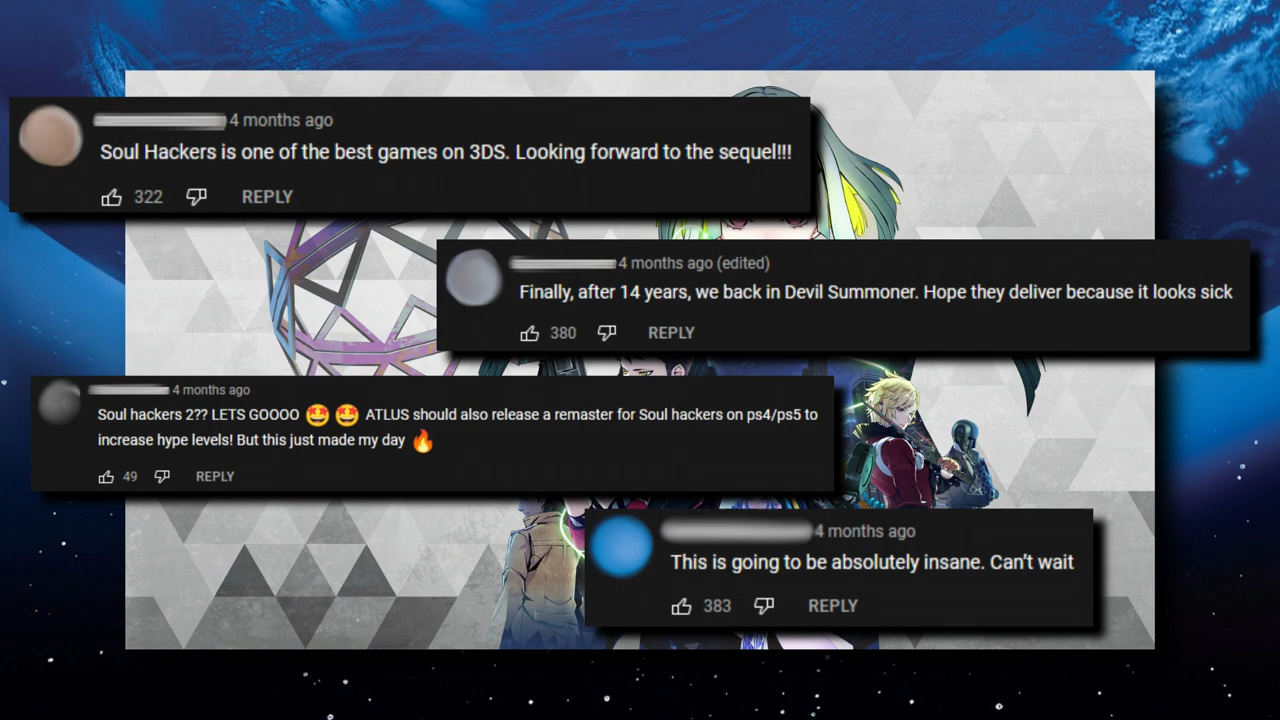 4 months ago
Soul Hackers is one of the best games on 3DS. Looking forward to the sequel!!!
322 REPLY
4 months ago (edited)
Finally, after 14 years, we back in Devil Summoner. Hope they deliver because it looks sick
380 REPLY
4 months ago
Soul hackers 2?? LETS GOOOO 🤩 🤩 ATLUS should also release a remaster for Soul hackers on ps4/ps5 to
increase hype levels! But this just made my day 🔥
49 REPLY
4 months ago
This is going to be absolutely insane. Can't wait
383 REPLY